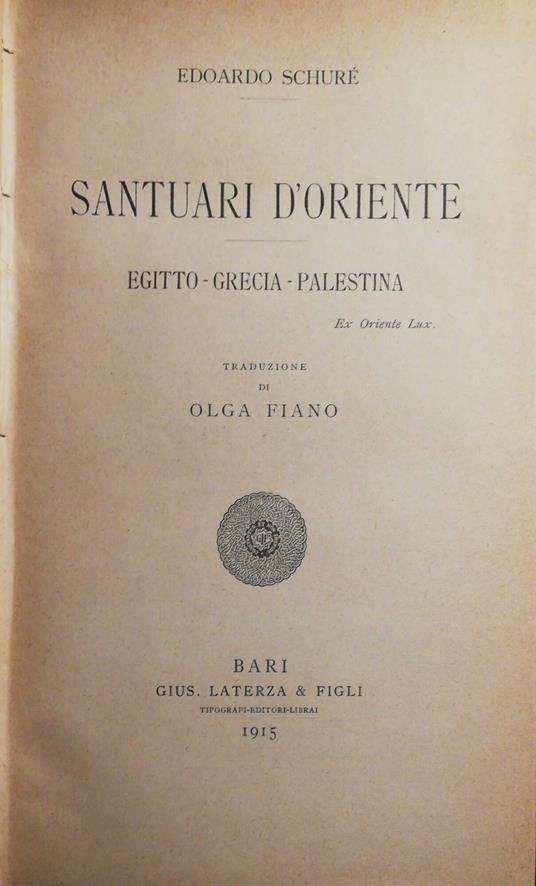 EDOARDO SCHURÉ
SANTUARI D'ORIENTE
EGITTO - GRECIA - PALESTINA
Ex Oriente Lux.
TRADUZIONE
DI
OLGA FIANO
BARI
GIUS. LATERZA & FIGLI
TIPOGRAFI-EDITORI-LIBRAI
1915